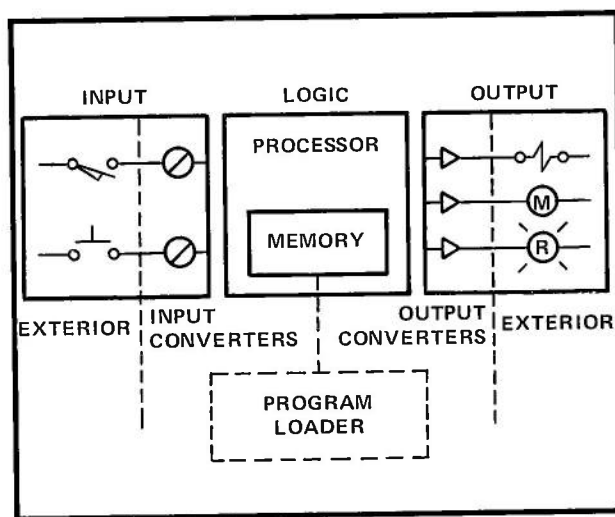 INPUT
LOGIC
OUTPUT
PROCESSOR
MEMORY
M
R
EXTERIOR
INPUT
CONVERTERS
OUTPUT
CONVERTERS
EXTERIOR
PROGRAM
LOADER